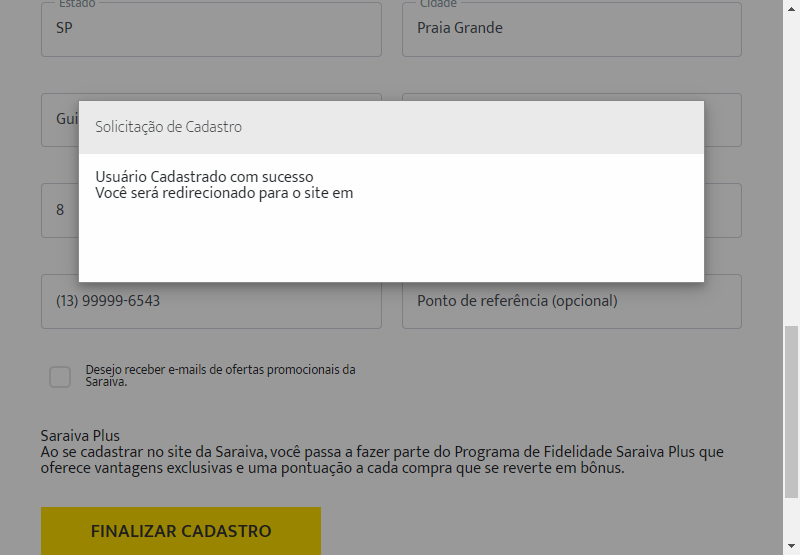 Estado
Cidade
SP
Praia Grande
Gui
Solicitação de Cadastro
Usuário Cadastrado com sucesso
Você será redirecionado para o site em
8
(13) 99999-6543
Ponto de referência (opcional)
Desejo receber e-mails de ofertas promocionais da
Saraiva.
Saraiva Plus
Ao se cadastrar no site da Saraiva, você passa a fazer parte do Programa de Fidelidade Saraiva Plus que
oferece vantagens exclusivas e uma pontuação a cada compra que se reverte em bônus.
FINALIZAR CADASTRO